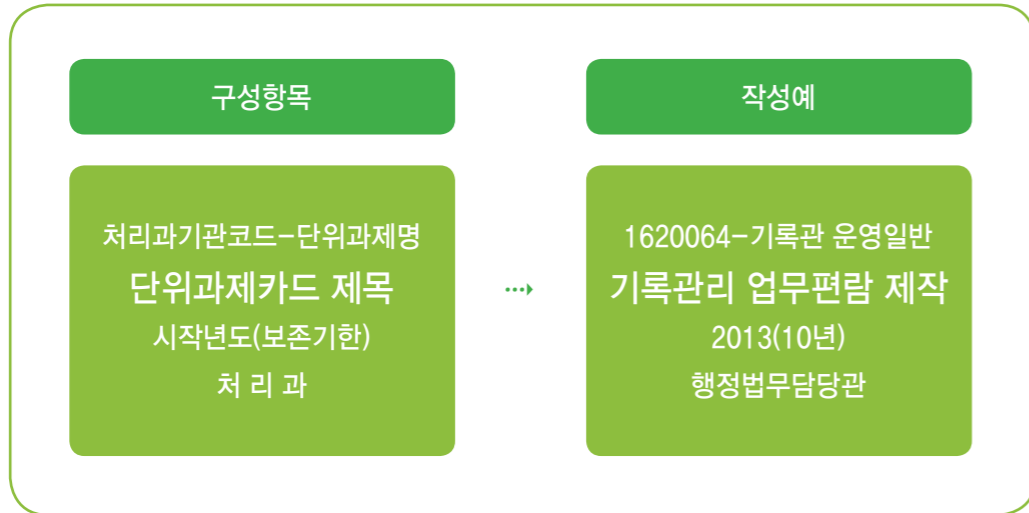 구성항목
작성예
처리과기관코드-단위과제명
단위과제카드 제목
시작년도(보존기한)
처 리 과
1620064-기록관 운영일반
기록관리 업무편람 제작
2013(10년)
행정법무담당관